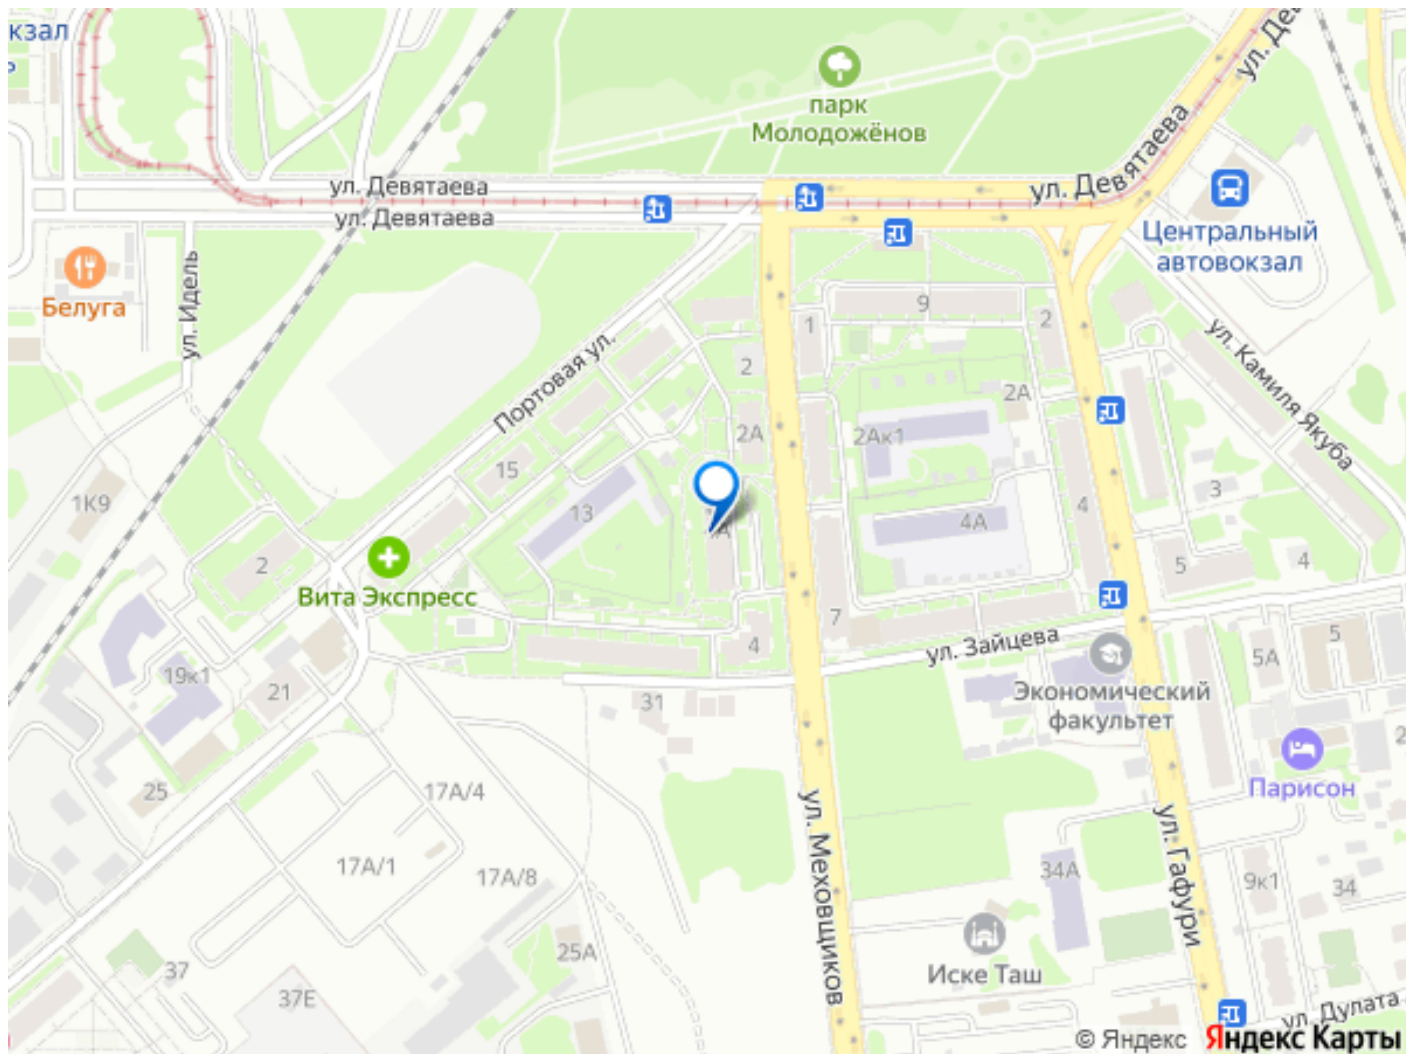 кзал
ь
парк
Молодожёнов
ул. Девятаева
ул. Девятаева
ул. Девятаева
ул. Де
Центральный
автовокзал
Белуга
ул. Идель
Портовая ул.
9
1
2
2
2А
2А
2Ак1
ул. Камиля Якуба
15
13
1К9
3
4А
4
4
5
2
Вита Экспресс
7
4
ул. Зайцева
5
5А
19к1
21
31
Экономический
факультет
Парисон
2
25
17А/4
17А/1
17А/8
ул. Меховщиков
ул. Гафури
34А
9к1
34
Иске Таш
25А
37
37Е
ул. Дулата
© Яндекс Яндекс Карты